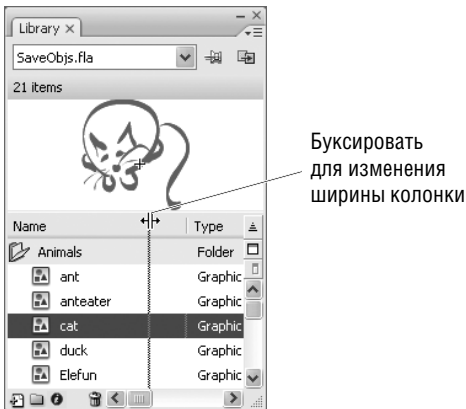 Library ×
SaveObjs.fla
21 items
Буксировать
для изменения
ширины колонки
Name Type
Animals Folder
ant Graphic
anteater Graphic
cat Graphic
duck Graphic
Elefun Graphic